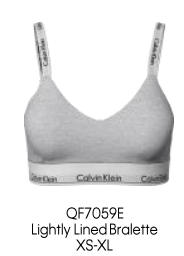 Calvin Klein
QF7059E
Lightly Lined Bralette
XS-XL